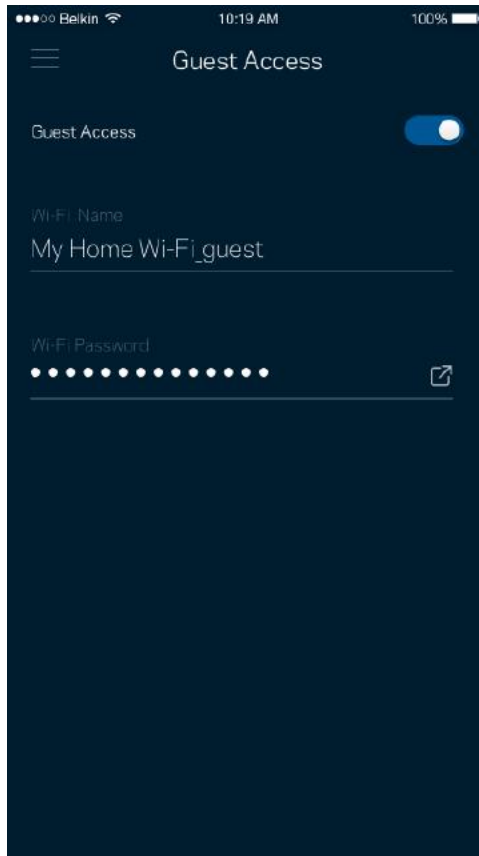 Belkin 10:19 AM 100%
Guest Access
Guest Access
Wi-Fi Name
My Home Wi-Fi_guest
Wi-Fi Password
••••••••••••••